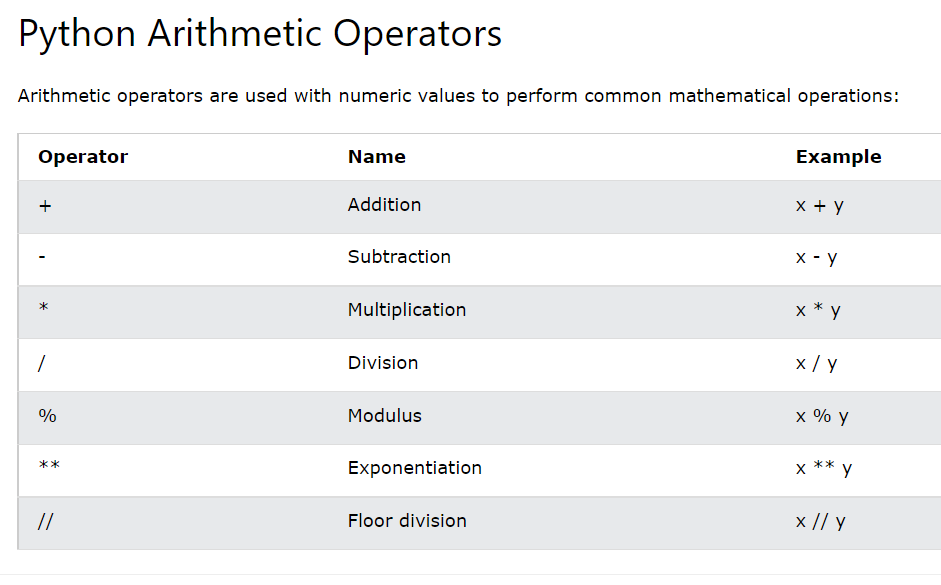 Python Arithmetic Operators
Arithmetic operators are used with numeric values to perform common mathematical operations:
Operator Name Example
+ Addition x + y
- Subtraction x - y
* Multiplication x * y
/ Division x / y
% Modulus x % y
** Exponentiation x ** y
// Floor division x // y